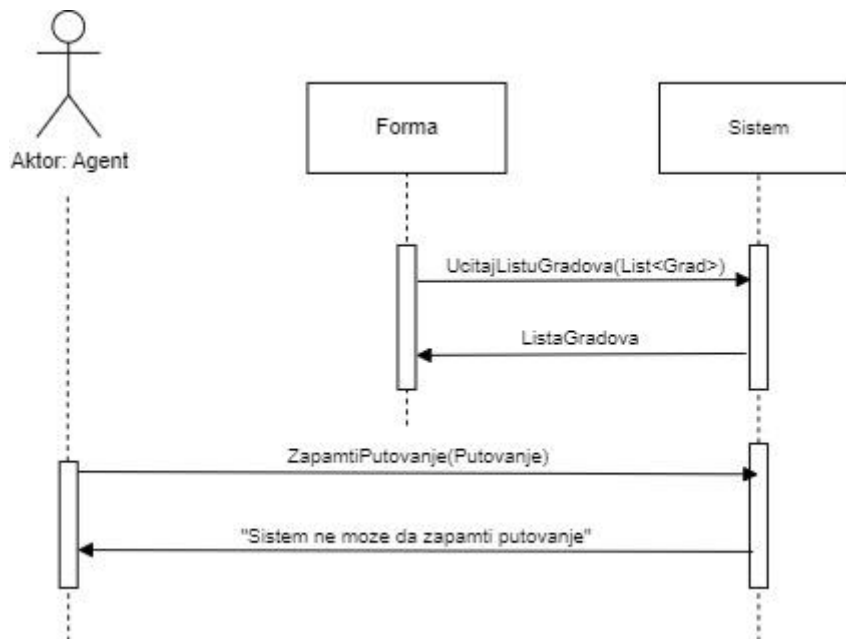 Aktor: Agent
Forma
Sistem
UcitajListuGradova(List<Grad>)
ListaGradova
ZapamtiPutovanje(Putovanje)
"Sistem ne moze da zapamti putovanje"